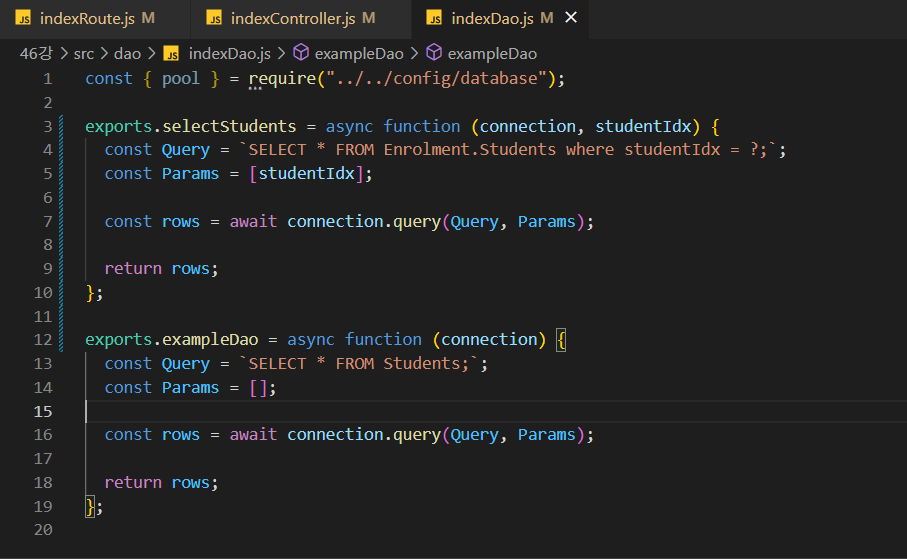 JS indexRoute.js M JS indexController.js M JS indexDao.js M
46강 > src > dao > JS indexDao.js > exampleDao > exampleDao
1 const { pool } = require("../../config/database");
2
3 exports.selectStudents = async function (connection, studentIdx) {
4 const Query = `SELECT * FROM Enrolment.Students where studentIdx = ?;`;
5 const Params = [studentIdx];
6
7 const rows = await connection.query(Query, Params);
8
9 return rows;
10 };
11
12 exports.exampleDao = async function (connection) {
13 const Query = `SELECT * FROM Students;`;
14 const Params = [];
15
16 const rows = await connection.query(Query, Params);
17
18 return rows;
19 };
20